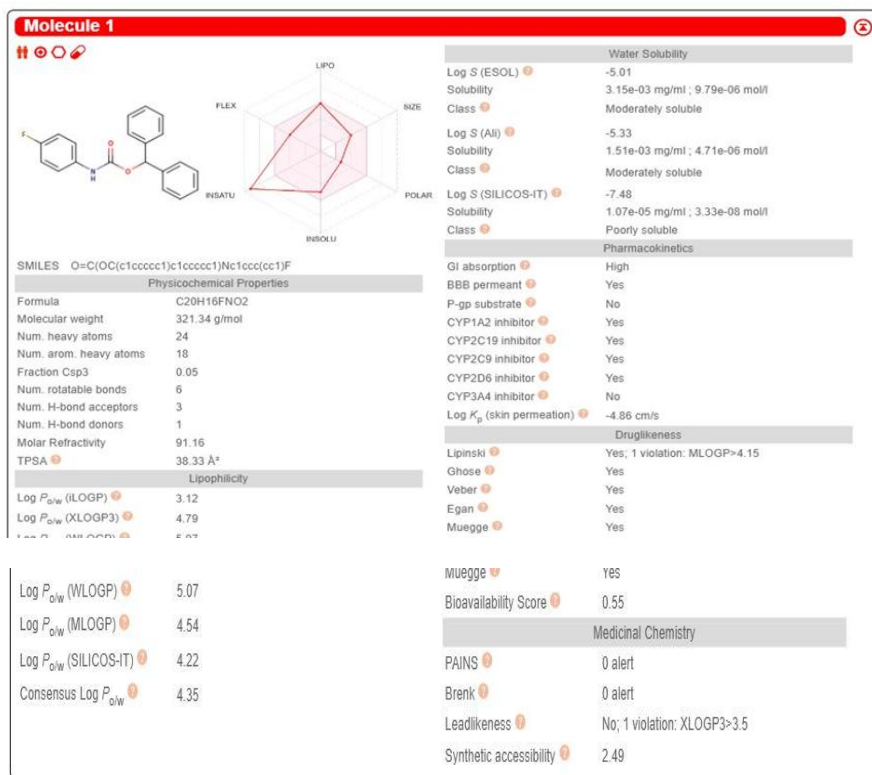 Molecule 1
LIPO
FLEX
SIZE
INSATU
POLAR
INSOLU
F
O
N
H
O
SMILES O=C(OC(c1ccccc1)c1ccccc1)Nc1ccc(cc1)F
Physicochemical Properties
Formula C20H16FNO2
Molecular weight 321.34 g/mol
Num. heavy atoms 24
Num. arom. heavy atoms 18
Fraction Csp3 0.05
Num. rotatable bonds 6
Num. H-bond acceptors 3
Num. H-bond donors 1
Molar Refractivity 91.16
TPSA ? 38.33 Å²
Lipophilicity
Log Po/w (iLOGP) ? 3.12
Log Po/w (XLOGP3) ? 4.79
Log Po/w (WLOGP) ? 5.07
Water Solubility
Log S (ESOL) ? -5.01
Solubility 3.15e-03 mg/ml ; 9.79e-06 mol/l
Class ? Moderately soluble
Log S (Ali) ? -5.33
Solubility 1.51e-03 mg/ml ; 4.71e-06 mol/l
Class ? Moderately soluble
Log S (SILICOS-IT) ? -7.48
Solubility 1.07e-05 mg/ml ; 3.33e-08 mol/l
Class ? Poorly soluble
Pharmacokinetics
GI absorption ? High
BBB permeant ? Yes
P-gp substrate ? No
CYP1A2 inhibitor ? Yes
CYP2C19 inhibitor ? Yes
CYP2C9 inhibitor ? Yes
CYP2D6 inhibitor ? Yes
CYP3A4 inhibitor ? No
Log Kp (skin permeation) ? -4.86 cm/s
Druglikeness
Lipinski ? Yes; 1 violation: MLOGP>4.15
Ghose ? Yes
Veber ? Yes
Egan ? Yes
Muegge ? Yes
Log Po/w (WLOGP) ? 5.07
Log Po/w (MLOGP) ? 4.54
Log Po/w (SILICOS-IT) ? 4.22
Consensus Log Po/w ? 4.35
Muegge ? Yes
Bioavailability Score ? 0.55
Medicinal Chemistry
PAINS ? 0 alert
Brenk ? 0 alert
Leadlikeness ? No; 1 violation: XLOGP3>3.5
Synthetic accessibility ? 2.49